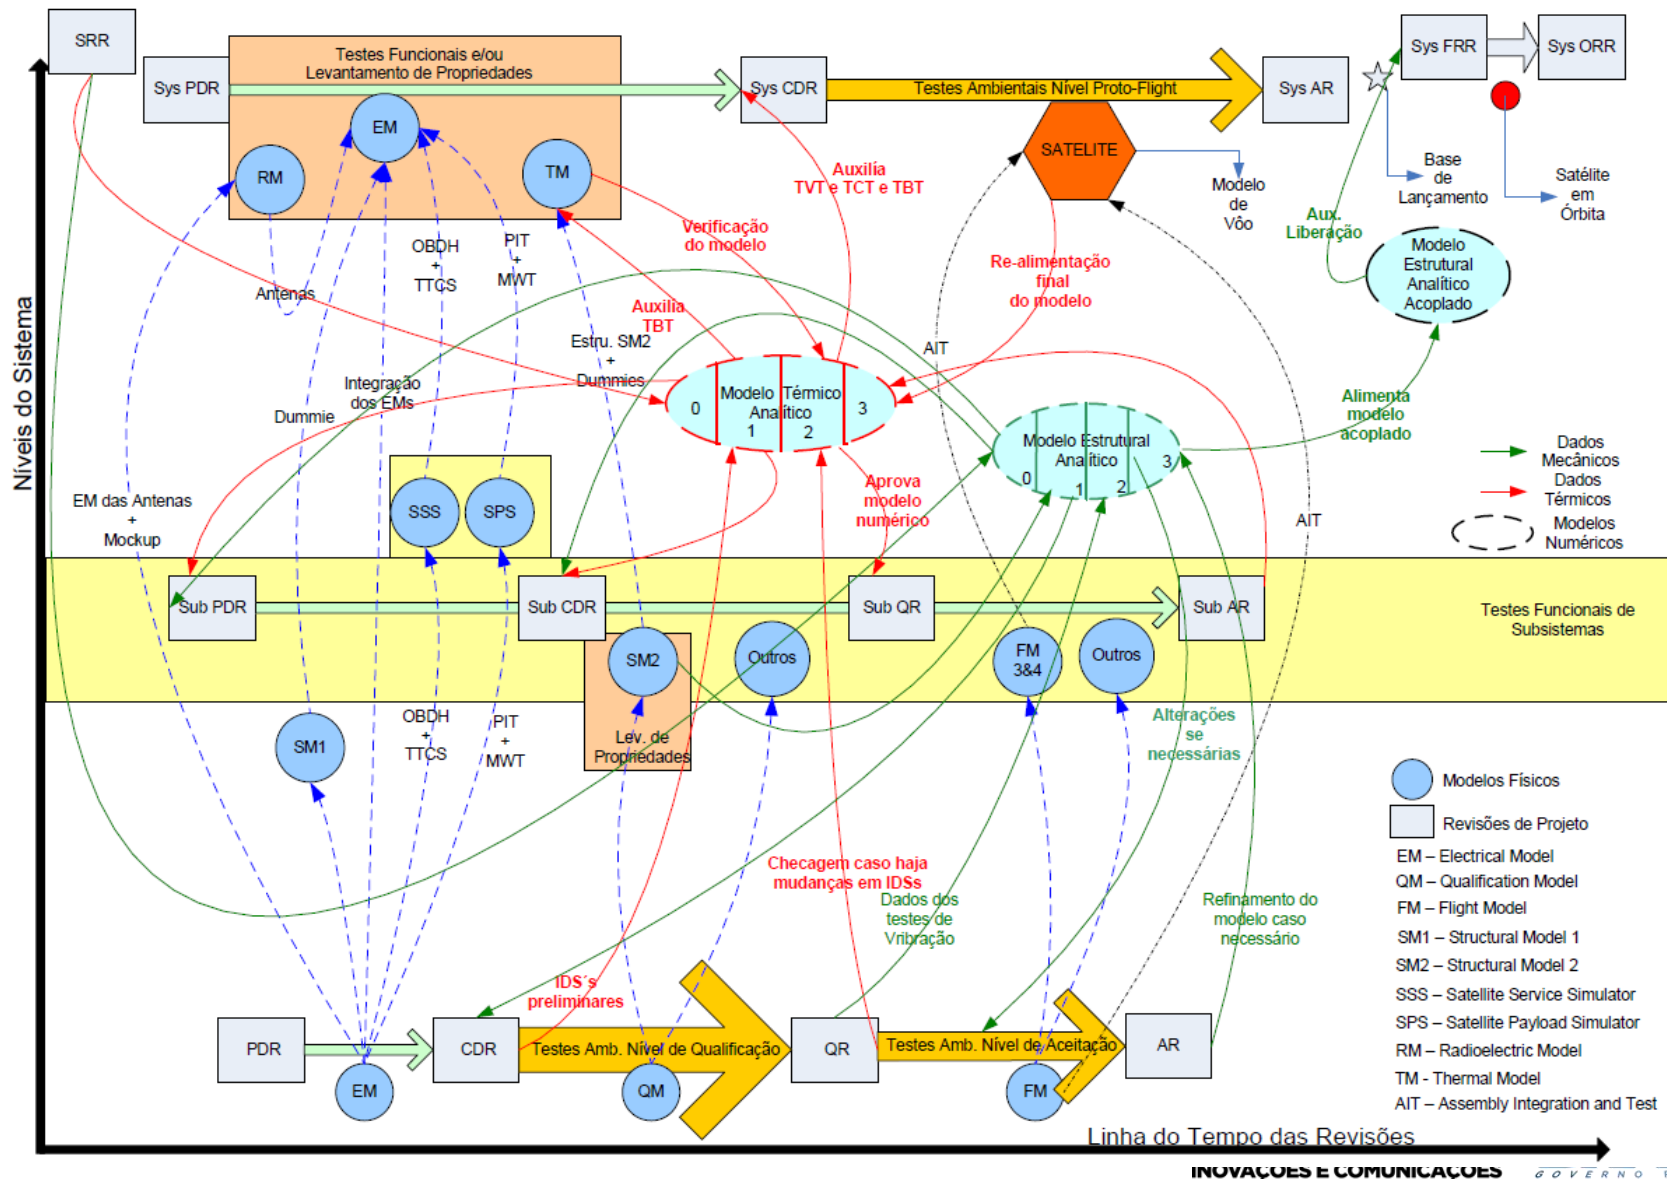 SRR
Sys PDR
Testes Funcionais e/ou
Levantamento de Propriedades
EM
RM
TM
Sys CDR
Testes Ambientais Nível Proto-Flight
Sys AR
Sys FRR
Sys ORR
SATELITE
Modelo
de
Vôo
Base
de
Lançamento
Satélite
em
Órbita
Auxilía
TVT e TCT e TBT
Verificação
do modelo
Re-alimentação
final
do modelo
Aux.
Liberação
Modelo
Estrutural
Analítico
Acoplado
OBDH
+
TTCS
PIT
+
MWT
Antenas
Auxilia
TBT
Estru. SM2
+
Dummies
AIT
Níveis do Sistema
Integração
dos EMs
Dummie
0
Modelo
Analítico
1
Térmico
2
3
Modelo Estrutural
Analítico
0
1
2
3
Alimenta
modelo
acoplado
Dados
Mecânicos
Dados
Térmicos
Modelos
Numéricos
EM das Antenas
+
Mockup
SSS
SPS
Aprova
modelo
numérico
AIT
Sub PDR
Sub CDR
Sub QR
Sub AR
Testes Funcionais de
Subsistemas
SM2
Outros
FM
3&4
Outros
SM1
OBDH
+
TTCS
PIT
+
MWT
Lev. de
Propriedades
Alterações
se
necessárias
Modelos Físicos
Revisões de Projeto
EM – Electrical Model
QM – Qualification Model
FM – Flight Model
SM1 – Structural Model 1
SM2 – Structural Model 2
SSS – Satellite Service Simulator
SPS – Satellite Payload Simulator
RM – Radioelectric Model
TM - Thermal Model
AIT – Assembly Integration and Test
Checagem caso haja
mudanças em IDSs
Dados dos
testes de
Vribração
Refinamento do
modelo caso
necessário
IDS´s
preliminares
PDR
CDR
Testes Amb. Nível de Qualificação
QR
Testes Amb. Nível de Aceitação
AR
EM
QM
FM
Linha do Tempo das Revisões
INOVAÇÕES E COMUNICAÇÕES
GOVERNO